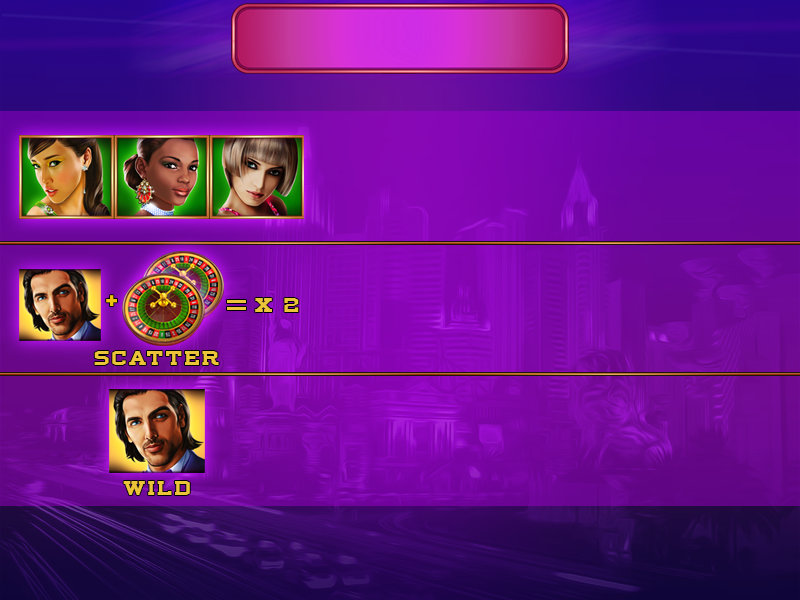 + = X 2
SCATTER
WILD